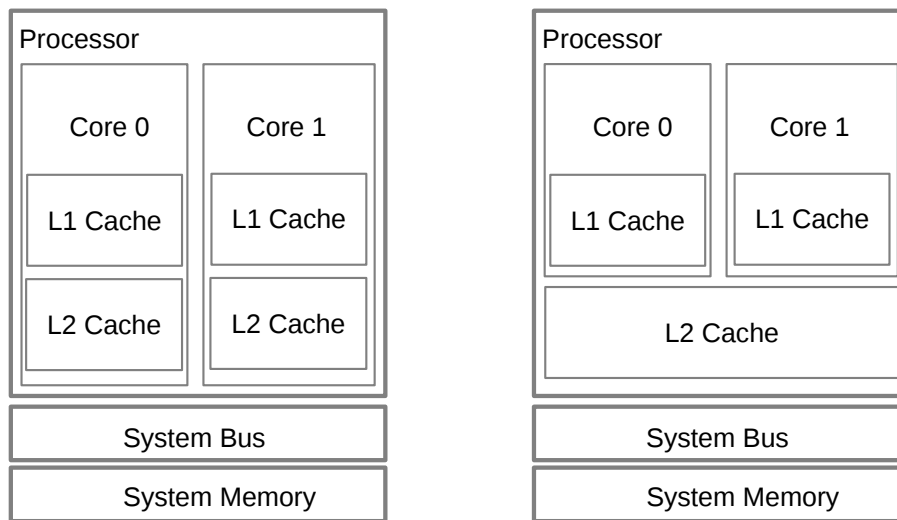 Processor
Core 0
Core 1
L1 Cache
L1 Cache
L2 Cache
L2 Cache
System Bus
System Memory
Processor
Core 0
Core 1
L1 Cache
L1 Cache
L2 Cache
System Bus
System Memory